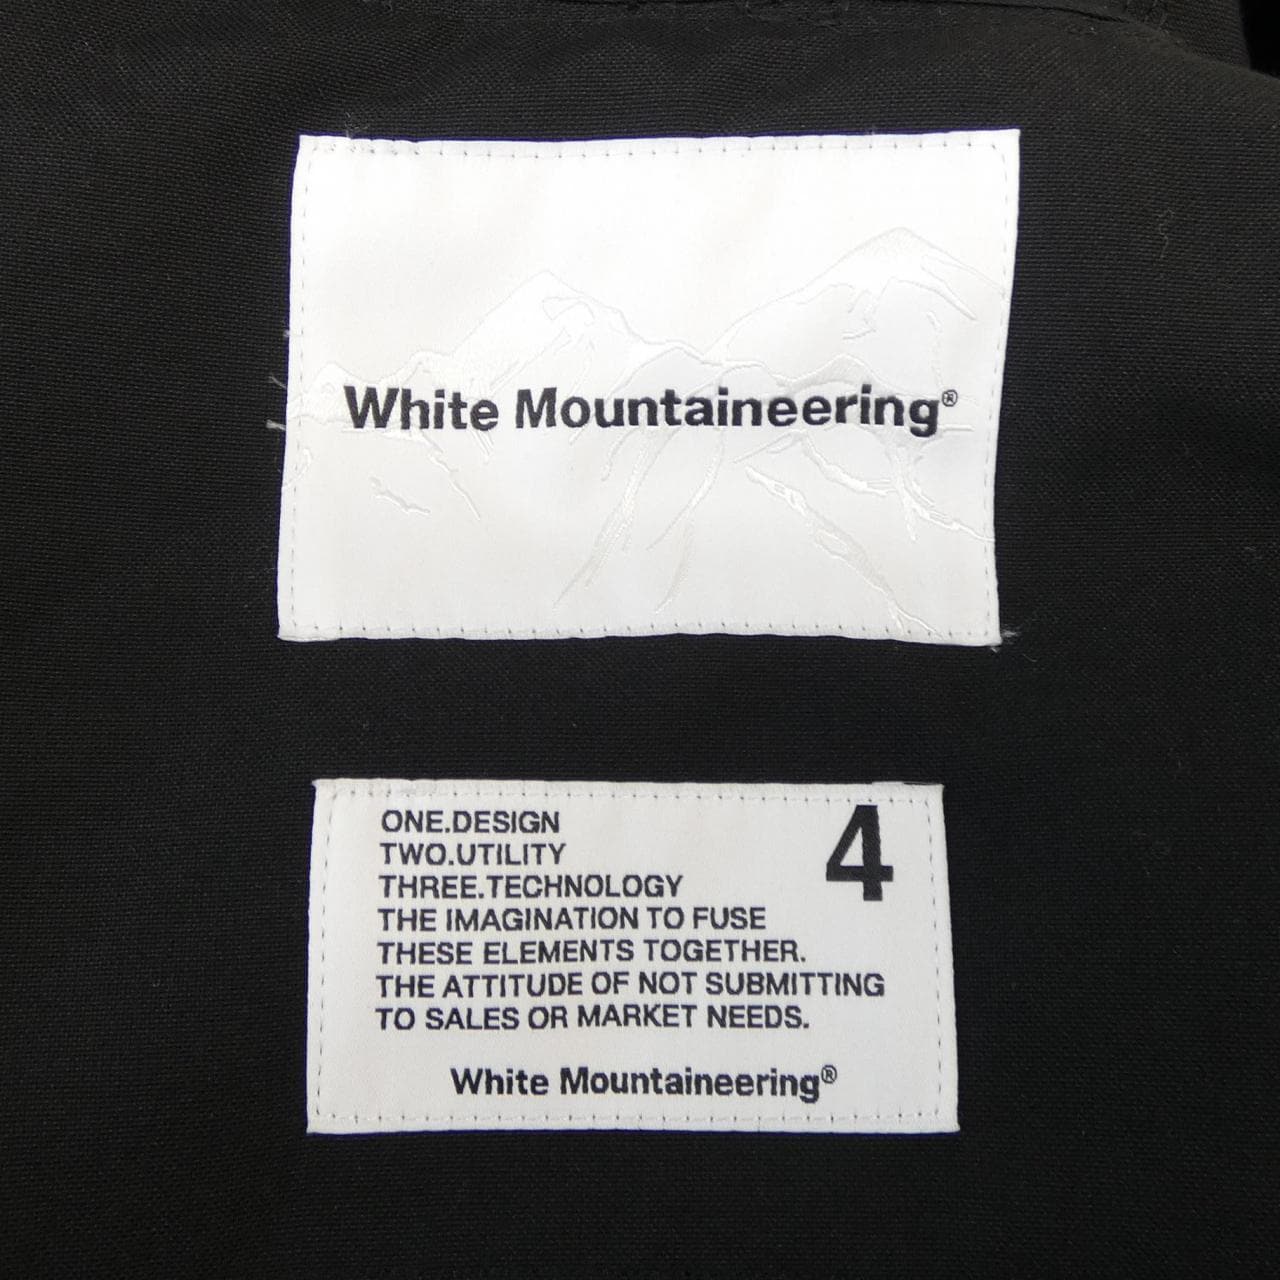 White Mountaineering®
ONE.DESIGN
4
TWO.UTILITY
THREE.TECHNOLOGY
THE IMAGINATION TO FUSE
THESE ELEMENTS TOGETHER.
THE ATTITUDE OF NOT SUBMITTING
TO SALES OR MARKET NEEDS.
White Mountaineering®